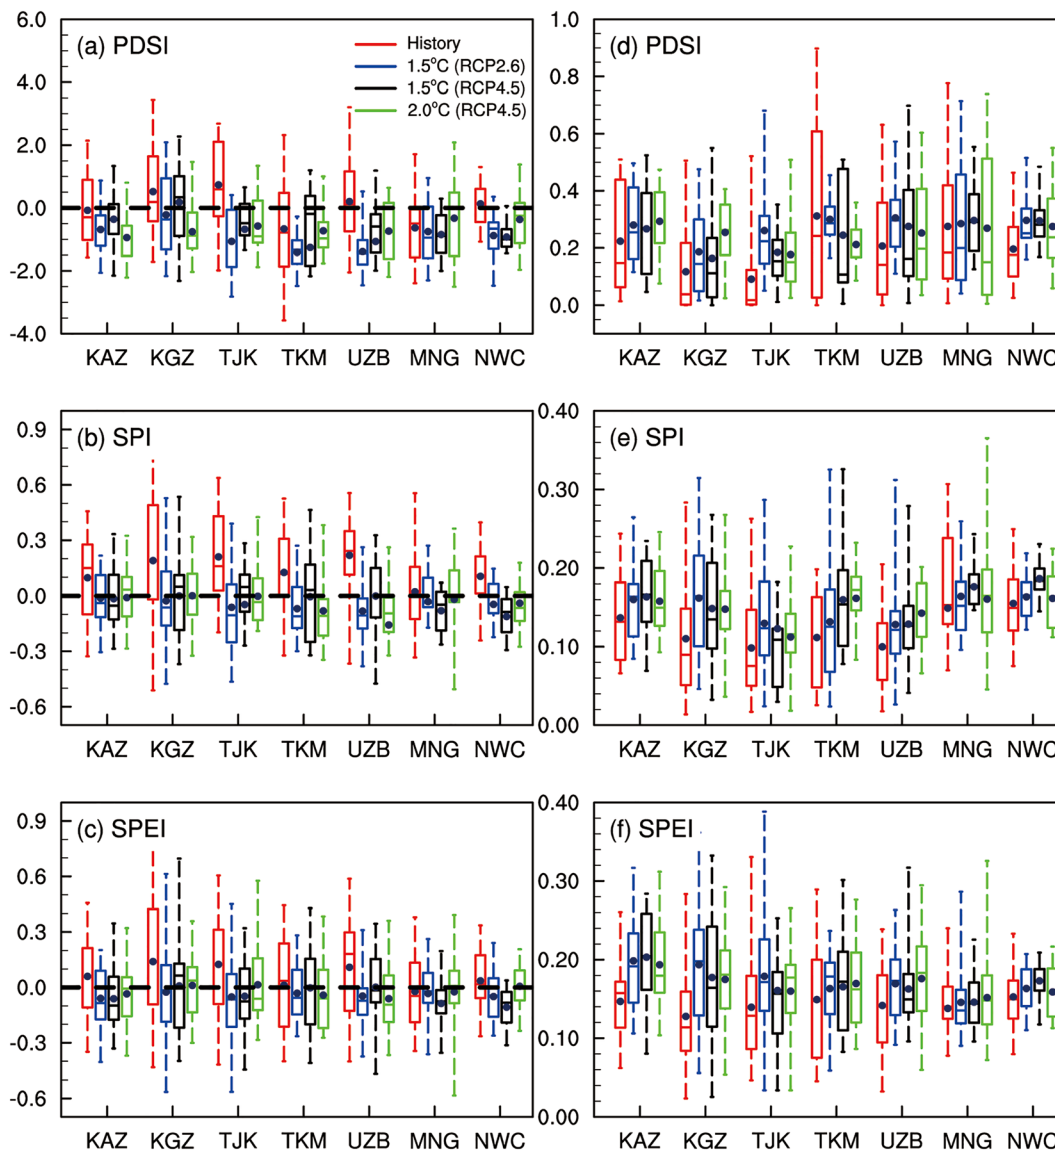 (a) PDSI
6.0
4.0
2.0
0.0
-2.0
-4.0
History
1.5°C (RCP2.6)
1.5°C (RCP4.5)
2.0°C (RCP4.5)
KAZ KGZ TJK TKM UZB MNG NWC
(d) PDSI
1.0
0.8
0.6
0.4
0.2
0.0
KAZ KGZ TJK TKM UZB MNG NWC
(b) SPI
0.9
0.6
0.3
0.0
-0.3
-0.6
KAZ KGZ TJK TKM UZB MNG NWC
(e) SPI
0.40
0.30
0.20
0.10
0.00
KAZ KGZ TJK TKM UZB MNG NWC
(c) SPEI
0.9
0.6
0.3
0.0
-0.3
-0.6
KAZ KGZ TJK TKM UZB MNG NWC
(f) SPEI
0.40
0.30
0.20
0.10
0.00
KAZ KGZ TJK TKM UZB MNG NWC